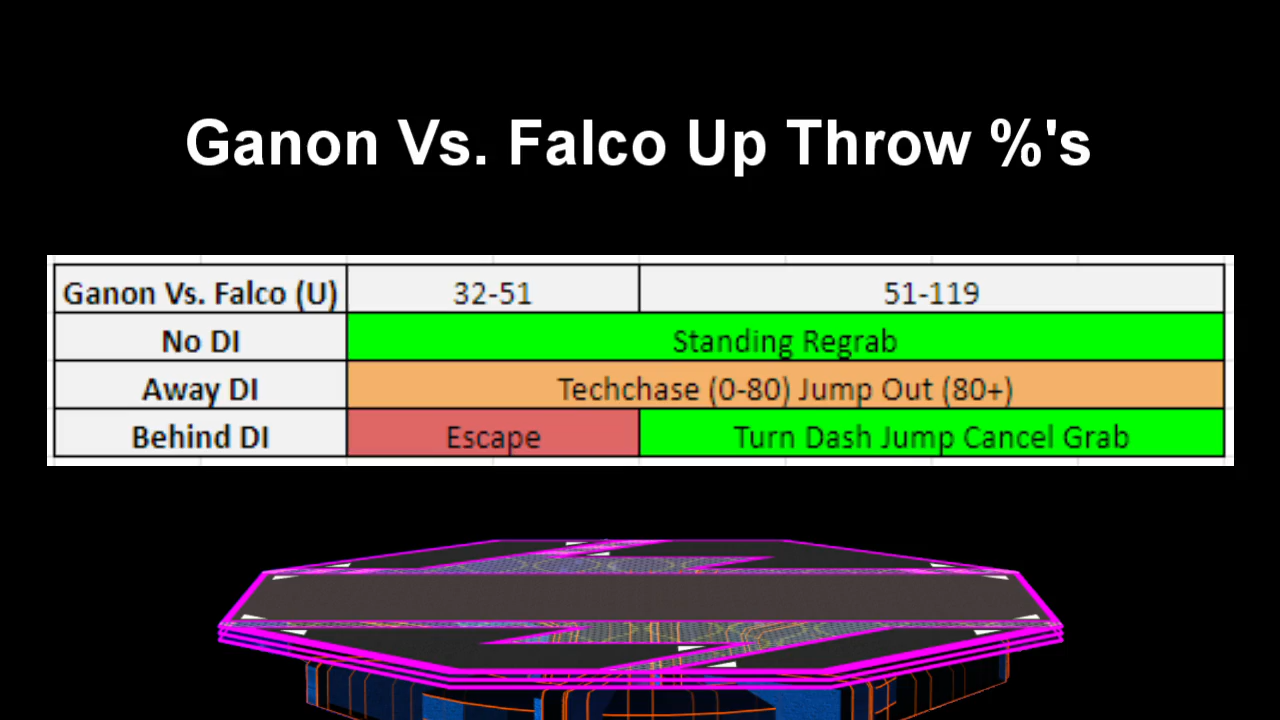 Ganon Vs. Falco Up Throw %'s
Ganon Vs. Falco (U) 32-51 51-119
No DI Standing Regrab
Away DI Techchase (0-80) Jump Out (80+)
Behind DI Escape Turn Dash Jump Cancel Grab